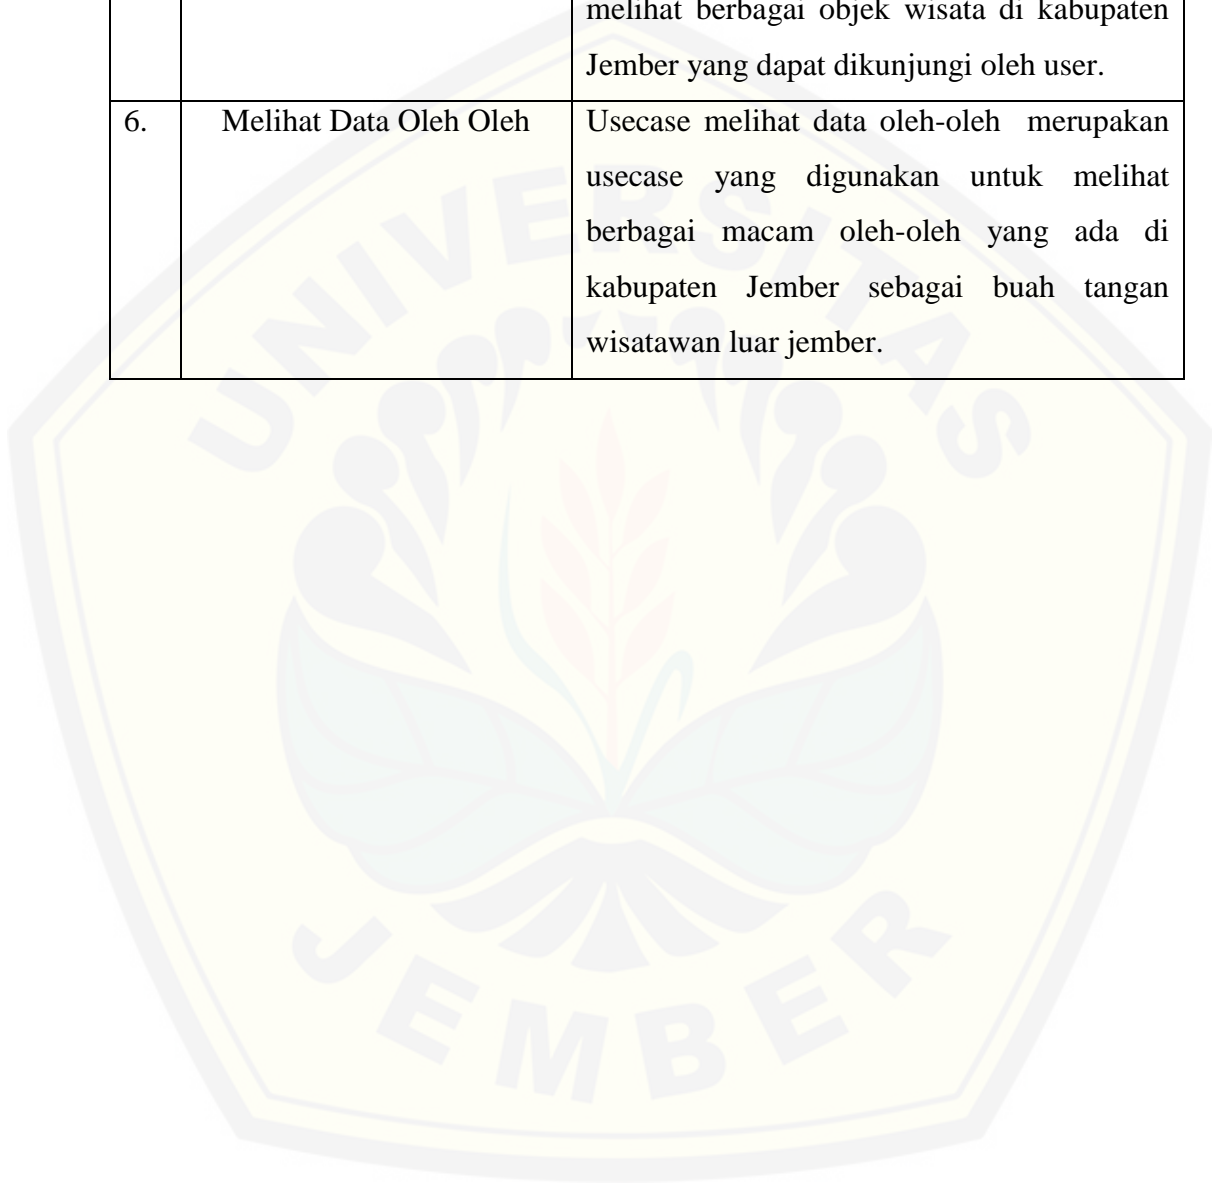 melihat berbagai objek wisata di kabupaten
Jember yang dapat dikunjungi oleh user.
6. Melihat Data Oleh Oleh Usecase melihat data oleh-oleh merupakan
usecase yang digunakan untuk melihat
berbagai macam oleh-oleh yang ada di
kabupaten Jember sebagai buah tangan
wisatawan luar jember.
UNIVERSITAS
JEMBER